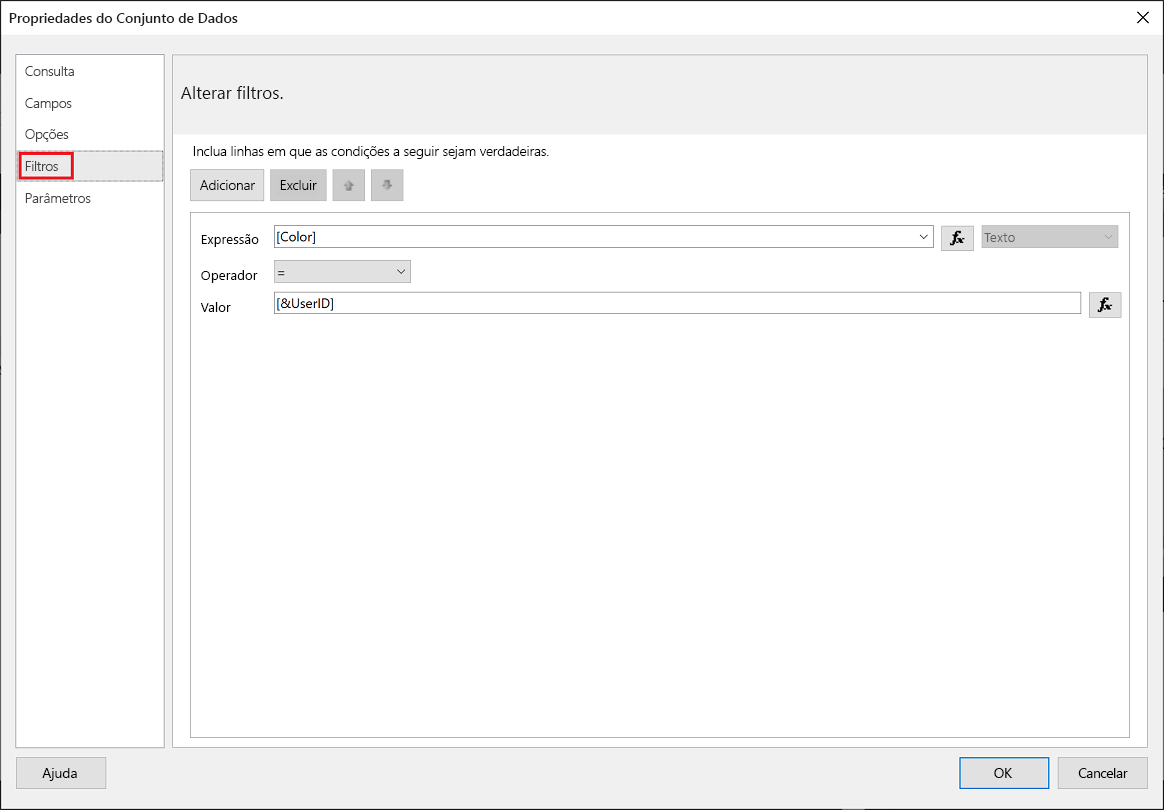 Propriedades do Conjunto de Dados
Consulta
Campos
Opções
Filtros
Parâmetros
Alterar filtros.
Inclua linhas em que as condições a seguir sejam verdadeiras.
Adicionar Excluir
Expressão [Color] fx Texto
Operador =
Valor [&UserID] fx
Ajuda OK Cancelar